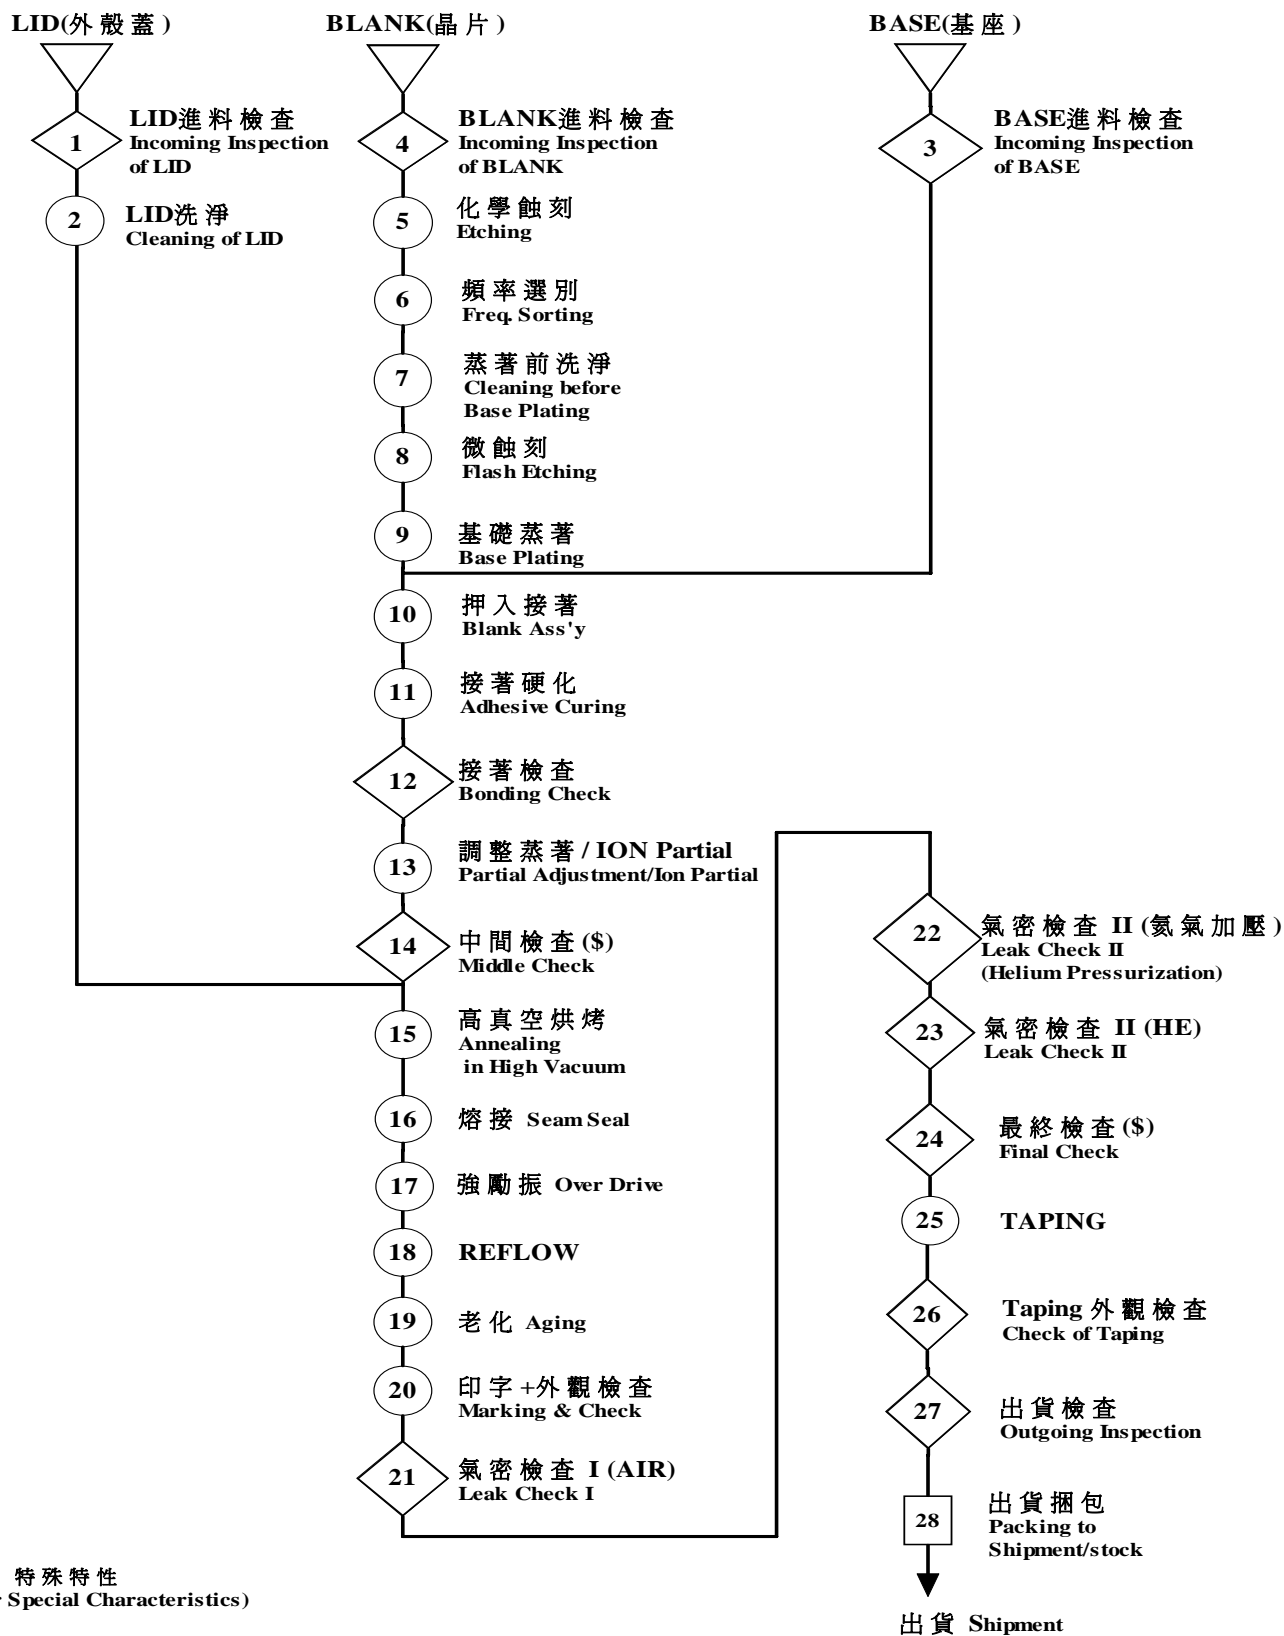 LID(外殼蓋)
1
LID進料檢查
Incoming Inspection
of LID
2
LID洗淨
Cleaning of LID
BLANK(晶片)
4
BLANK進料檢查
Incoming Inspection
of BLANK
5
化學蝕刻
Etching
6
頻率選別
Freq. Sorting
7
蒸著前洗淨
Cleaning before
Base Plating
8
微蝕刻
Flash Etching
9
基礎蒸著
Base Plating
BASE(基座)
3
BASE進料檢查
Incoming Inspection
of BASE
10
押入接著
Blank Ass'y
11
接著硬化
Adhesive Curing
12
接著檢查
Bonding Check
13
調整蒸著/ ION Partial
Partial Adjustment/Ion Partial
14
中間檢查($)
Middle Check
15
高真空烘烤
Annealing
in High Vacuum
16
熔接 Seam Seal
17
強勵振 Over Drive
18
REFLOW
19
老化 Aging
20
印字+外觀檢查
Marking & Check
21
氣密檢查 I (AIR)
Leak Check I
22
氣密檢查 II (氦氣加壓)
Leak Check II
(Helium Pressurization)
23
氣密檢查 II (HE)
Leak Check II
24
最終檢查($)
Final Check
25
TAPING
26
Taping 外觀檢查
Check of Taping
27
出貨檢查
Outgoing Inspection
28
出貨捆包
Packing to
Shipment/stock
出貨 Shipment
特殊特性
Special Characteristics)